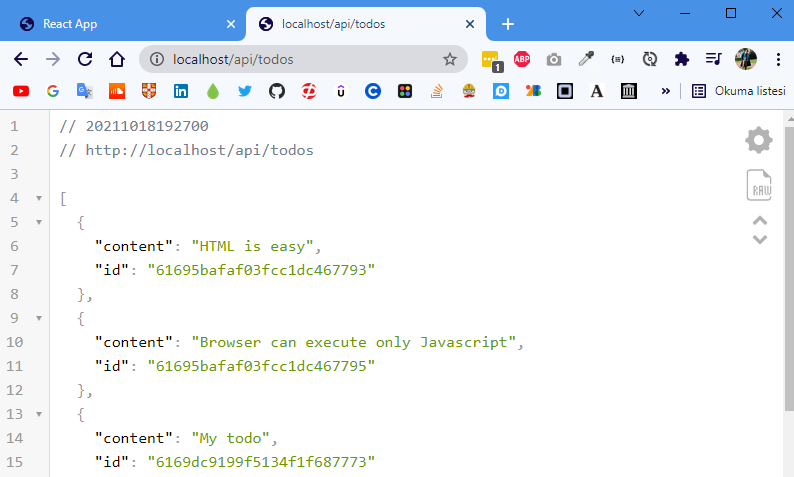 React App
localhost/api/todos
localhost/api/todos
1
ABP
Okuma listesi
1 // 20211018192700
2 // http://localhost/api/todos
3
4 [
5 {
6 "content": "HTML is easy",
7 "id": "61695bafaf03fcc1dc467793"
8 },
9 {
10 "content": "Browser can execute only Javascript",
11 "id": "61695bafaf03fcc1dc467795"
12 },
13 {
14 "content": "My todo",
15 "id": "6169dc9199f5134f1f687773"
RAW